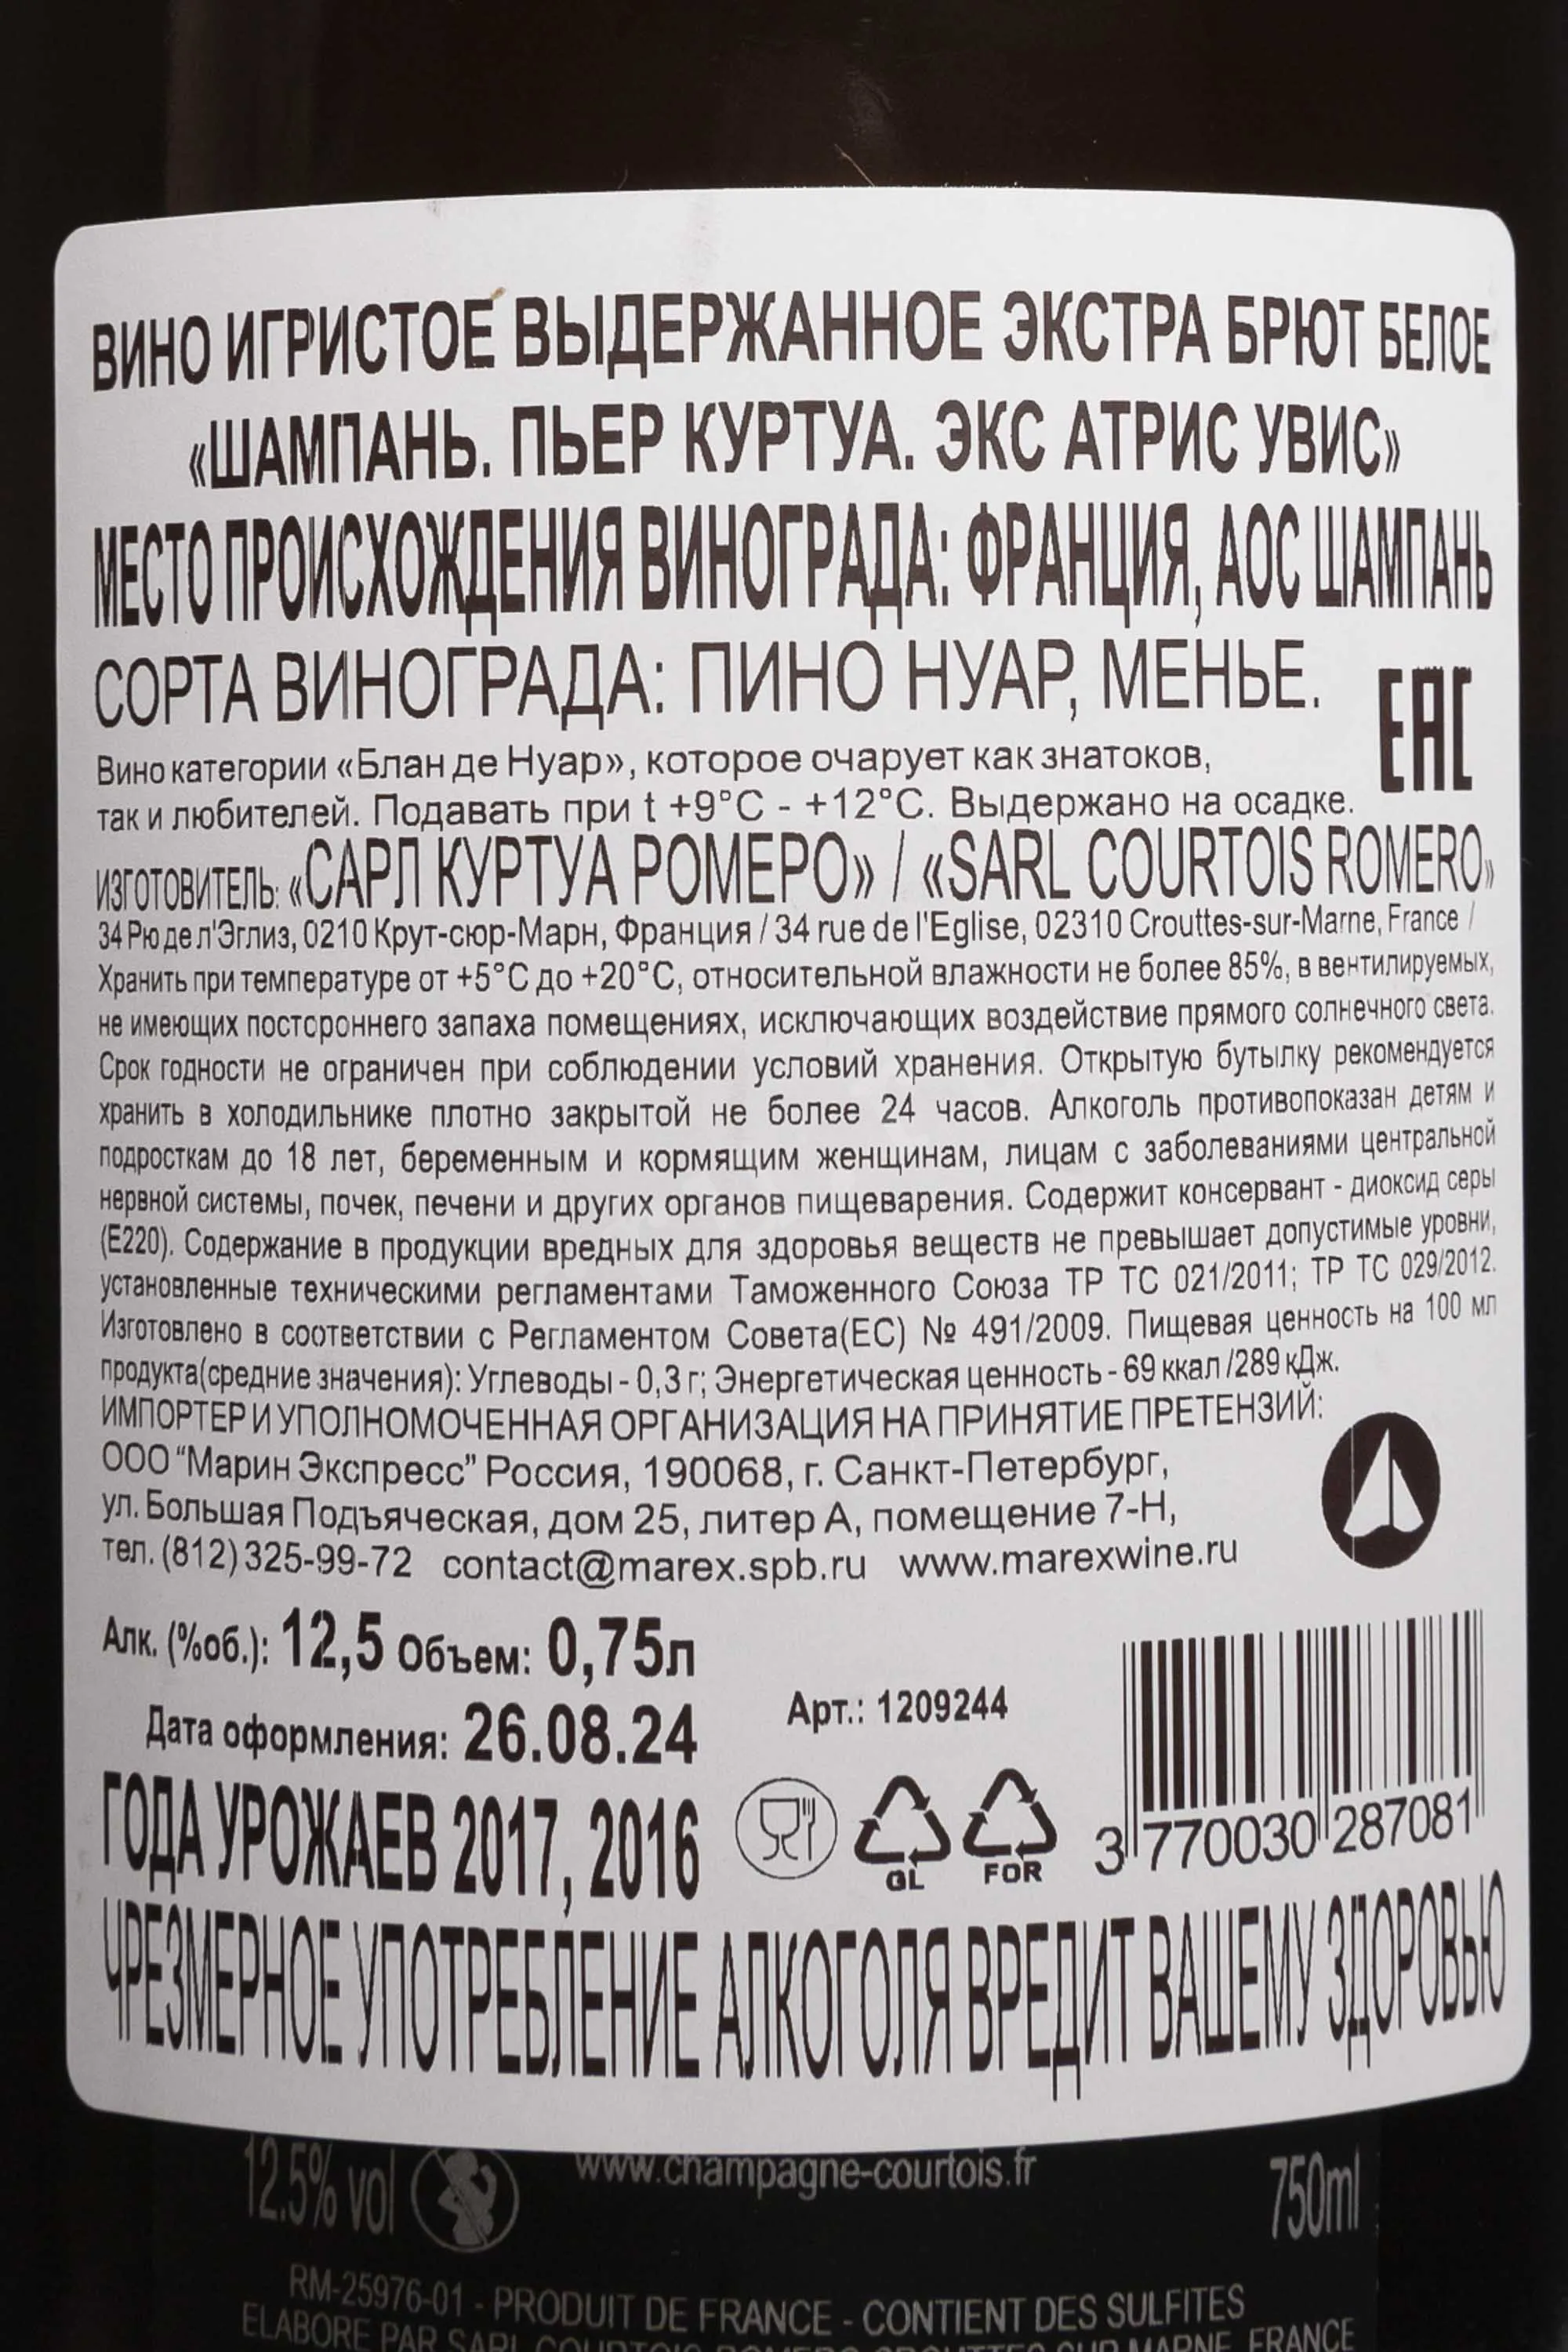 ВИНО ИГРИСТОЕ ВЫДЕРЖАННОЕ ЭКСТРА БРЮТ БЕЛОЕ
«ШАМПАНЬ. ПЬЕР КУРТУА. ЭКС АТРИС УВИС»
МЕСТО ПРОИСХОЖДЕНИЯ ВИНОГРАДА: ФРАНЦИЯ, АОС ШАМПАНЬ
СОРТА ВИНОГРАДА: ПИНО НУАР, МЕНЬЕ.
EAC
Вино категории «Блан де Нуар», которое очарует как знатоков,
так и любителей. Подавать при t +9°C - +12°C. Выдержано на осадке.
ИЗГОТОВИТЕЛЬ: «САРЛ КУРТУА РОМЕРО» / «SARL COURTOIS ROMERO»
34 Рю де л'Эглиз, 0210 Крут-сюр-Марн, Франция / 34 rue de l'Eglise, 02310 Crouttes-sur-Marne, France /
Хранить при температуре от +5°C до +20°C, относительной влажности не более 85%, в вентилируемых,
не имеющих постороннего запаха помещениях, исключающих воздействие прямого солнечного света.
Срок годности не ограничен при соблюдении условий хранения. Открытую бутылку рекомендуется
хранить в холодильнике плотно закрытой не более 24 часов. Алкоголь противопоказан детям и
подросткам до 18 лет, беременным и кормящим женщинам, лицам с заболеваниями центральной
нервной системы, почек, печени и других органов пищеварения. Содержит консервант - диоксид серы
(Е220). Содержание в продукции вредных для здоровья веществ не превышает допустимые уровни,
установленные техническими регламентами Таможенного Союза ТР ТС 021/2011; ТР ТС 029/2012.
Изготовлено в соответствии с Регламентом Совета(ЕС) № 491/2009. Пищевая ценность на 100 мл
продукта(средние значения): Углеводы - 0,3 г; Энергетическая ценность - 69 ккал /289 кДж.
ИМПОРТЕР И УПОЛНОМОЧЕННАЯ ОРГАНИЗАЦИЯ НА ПРИНЯТИЕ ПРЕТЕНЗИЙ:
ООО "Марин Экспресс" Россия, 190068, г. Санкт-Петербург,
ул. Большая Подъяческая, дом 25, литер А, помещение 7-Н,
тел. (812) 325-99-72 contact@marex.spb.ru www.marexwine.ru
Алк. (%об.): 12,5 Объем: 0,75л
Дата оформления: 26.08.24
Арт.: 1209244
ГОДА УРОЖАЕВ 2017, 2016
GL FOR
3 770030 287081
ЧРЕЗМЕРНОЕ УПОТРЕБЛЕНИЕ АЛКОГОЛЯ ВРЕДИТ ВАШЕМУ ЗДОРОВЬЮ
12.5% vol www.champagne-courtois.fr 750ml
RM-25976-01 - PRODUIT DE FRANCE - CONTIENT DES SULFITES
ELABORE PAR SARL COURTOIS ROMERO CROUTTES SUR MARNE, FRANCE